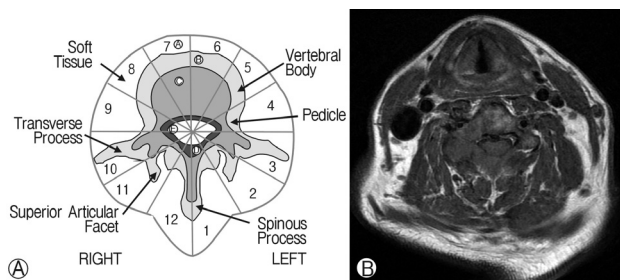 Soft
Tissue
8
7
A
B
6
5
Vertebral
Body
C
9
4
Pedicle
Transverse
Process
D
10
11
3
2
Superior Articular
Facet
12
1
Spinous
Process
A
RIGHT
LEFT
B